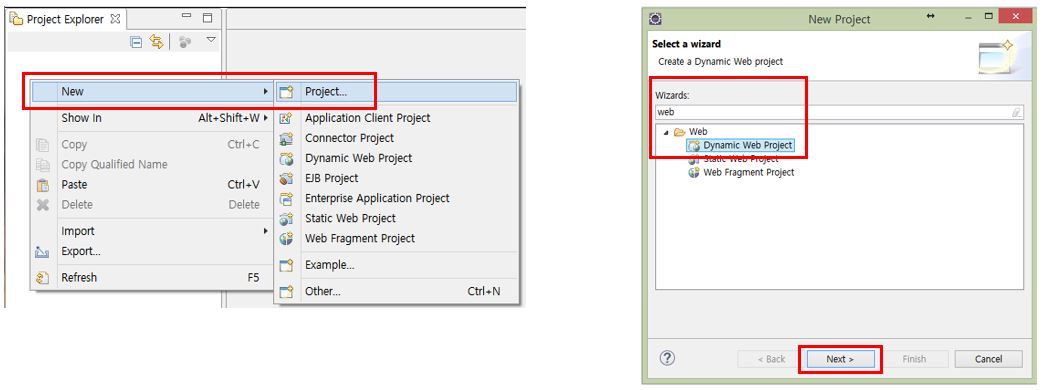 Project Explorer
New
Show In Alt+Shift+W
Copy Ctrl+C
Copy Qualified Name
Paste Ctrl+V
Delete Delete
Import
Export...
Refresh F5
Project...
Application Client Project
Connector Project
Dynamic Web Project
EJB Project
Enterprise Application Project
Static Web Project
Web Fragment Project
Example...
Other... Ctrl+N
New Project
Select a wizard
Create a Dynamic Web project
Wizards:
web
Web
Dynamic Web Project
Static Web Project
Web Fragment Project
< Back Next > Finish Cancel